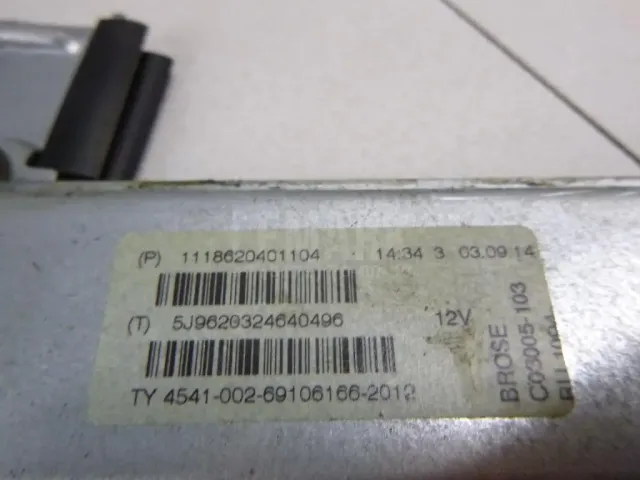 (P) 1118620401104 14:34 3 03.09.14
(T) 5J9620324640496 12V
TY 4541-002-69106166-2012
BROSE
C03005-103